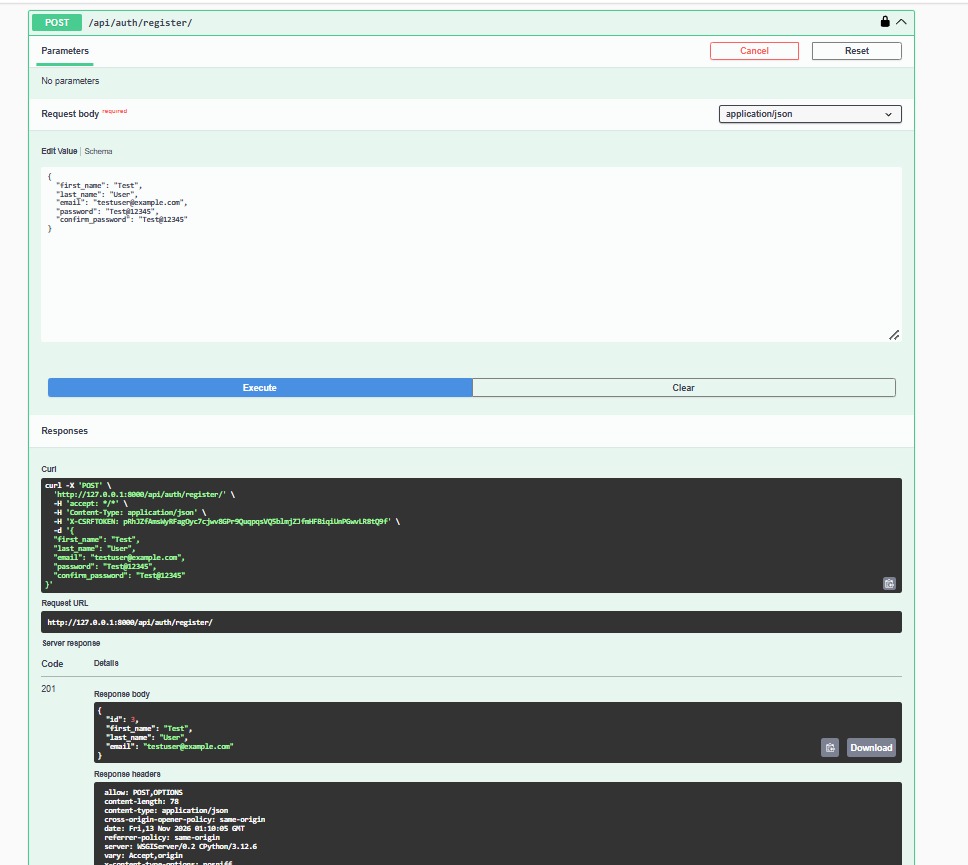 POST /api/auth/register/
Parameters
Cancel
Reset
No parameters
Request body required
application/json
Edit Value | Schema
{
"first_name": "Test",
"last_name": "User",
"email": "testuser@example.com",
"password": "Test@12345",
"confirm_password": "Test@12345"
}
Execute
Clear
Responses
Curl
curl -X 'POST' \
'http://127.0.0.1:8000/api/auth/register/' \
-H 'accept: */*' \
-H 'Content-Type: application/json' \
-H 'X-CSRFTOKEN: \
-d '{
"first_name": "Test",
"last_name": "User",
"email": "testuser@example.com",
"password": "Test@12345",
"confirm_password": "Test@12345"
}'
Request URL
http://127.0.0.1:8000/api/auth/register/
Server response
Code Details
201
Response body
{
"id": 3,
"first_name": "Test",
"last_name": "User",
"email": "testuser@example.com"
}
Download
Response headers
allow: POST,OPTIONS
content-length: 78
content-type: application/json
cross-origin-opener-policy: same-origin
date: Fri,13 Nov 2026 01:10:05 GMT
referrer-policy: same-origin
server: WSGIServer/0.2 CPython/3.12.6
vary: Accept,origin
x-content-type-options: nosniff